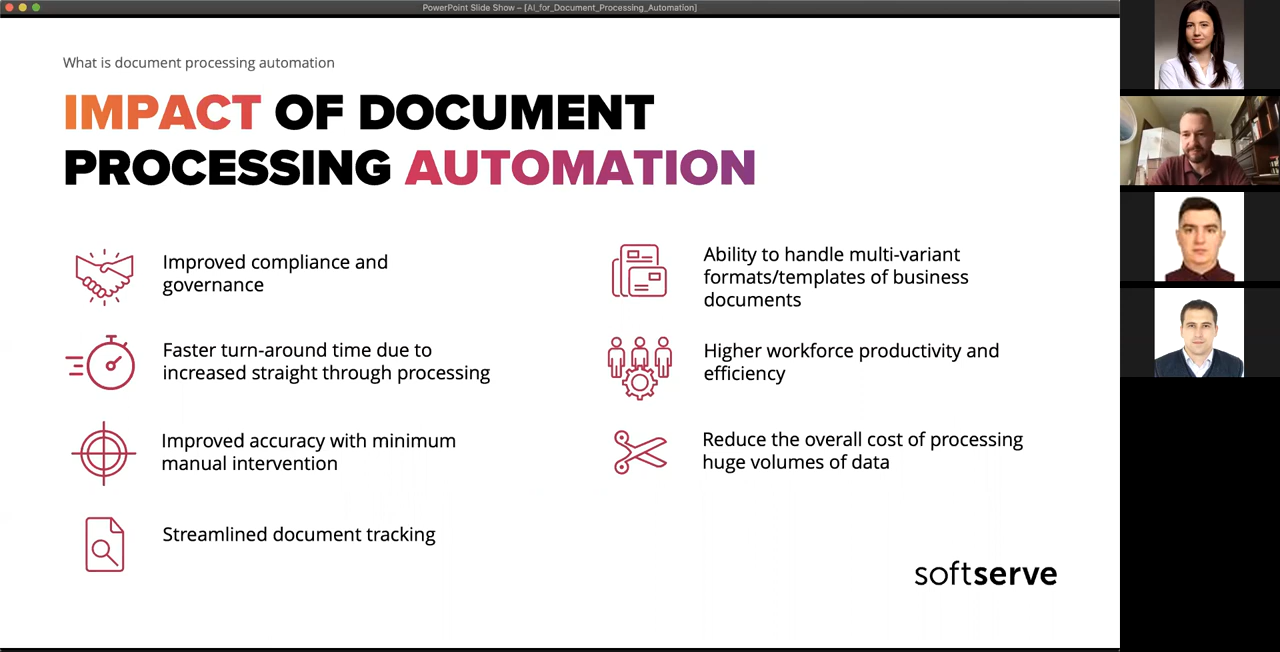 PowerPoint Slide Show – [AI_for_Document_Processing_Automation]
What is document processing automation
IMPACT OF DOCUMENT
PROCESSING AUTOMATION
Improved compliance and
governance
Faster turn-around time due to
increased straight through processing
Improved accuracy with minimum
manual intervention
Streamlined document tracking
Ability to handle multi-variant
formats/templates of business
documents
Higher workforce productivity and
efficiency
Reduce the overall cost of processing
huge volumes of data
softserve